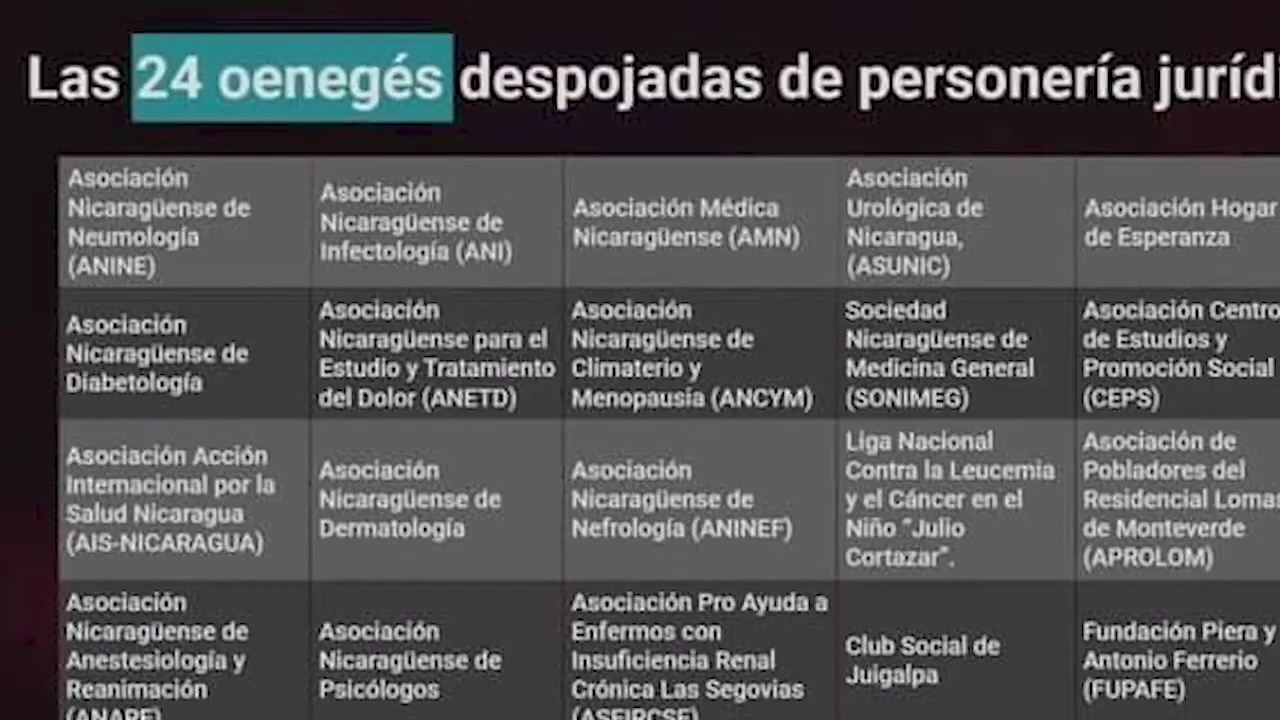 Las 24 oenegés despojadas de personería juríd
Asociación
Nicaragüense de
Neumología
(ANINE)
Asociación
Nicaragüense de
Infectología (ANI)
Asociación Médica
Nicaragüense (AMN)
Asociación
Urológica de
Nicaragua,
(ASUNIC)
Asociación Hogar
de Esperanza
Asociación
Nicaragüense de
Diabetología
Asociación
Nicaragüense para el
Estudio y Tratamiento
del Dolor (ANETD)
Asociación
Nicaragüense de
Climaterio y
Menopausia (ANCYM)
Sociedad
Nicaragüense de
Medicina General
(SONIMEG)
Asociación Centro
de Estudios y
Promoción Social
(CEPS)
Asociación Acción
Internacional por la
Salud Nicaragua
(AIS-NICARAGUA)
Asociación
Nicaragüense de
Dermatología
Asociación
Nicaragüense de
Nefrología (ANINEF)
Liga Nacional
Contra la Leucemia
y el Cáncer en el
Niño "Julio
Cortazar".
Asociación de
Pobladores del
Residencial Lomas
de Monteverde
(APROLOM)
Asociación
Nicaragüense de
Anestesiología y
Reanimación
Asociación
Nicaragüense de
Psicólogos
Asociación Pro Ayuda a
Enfermos con
Insuficiencia Renal
Crónica Las Segovias
Club Social de
Juigalpa
Fundación Piera y
Antonio Ferrerio
(FUPAFE)